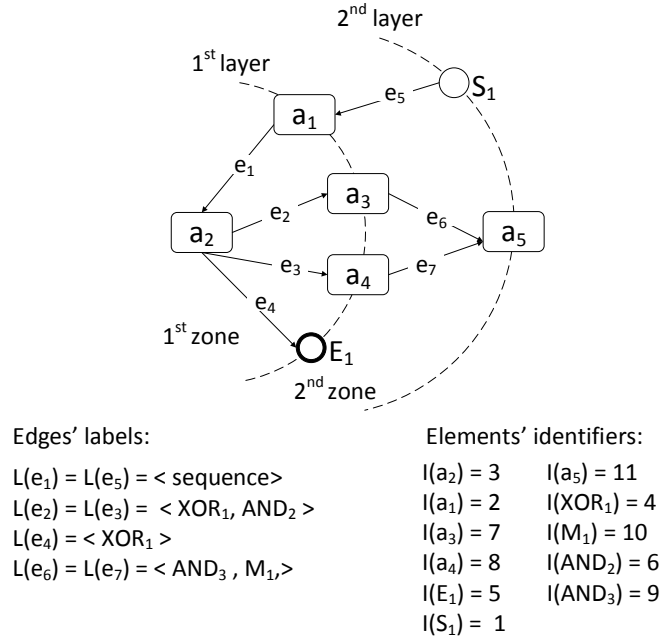 2nd layer
1st layer
S₁
e₅
a₁
e₁
a₃
e₂
e₆
a₂
a₅
e₃
a₄
e₇
e₄
1st zone
E₁
2nd zone
Edges’ labels:
L(e₁) = L(e₅) = < sequence>
L(e₂) = L(e₃) = < XOR₁, AND₂ >
L(e₄) = < XOR₁ >
L(e₆) = L(e₇) = < AND₃ , M₁,>
Elements’ identifiers:
I(a₂) = 3 I(a₅) = 11
I(a₁) = 2 I(XOR₁) = 4
I(a₃) = 7 I(M₁) = 10
I(a₄) = 8 I(AND₂) = 6
I(E₁) = 5 I(AND₃) = 9
I(S₁) = 1